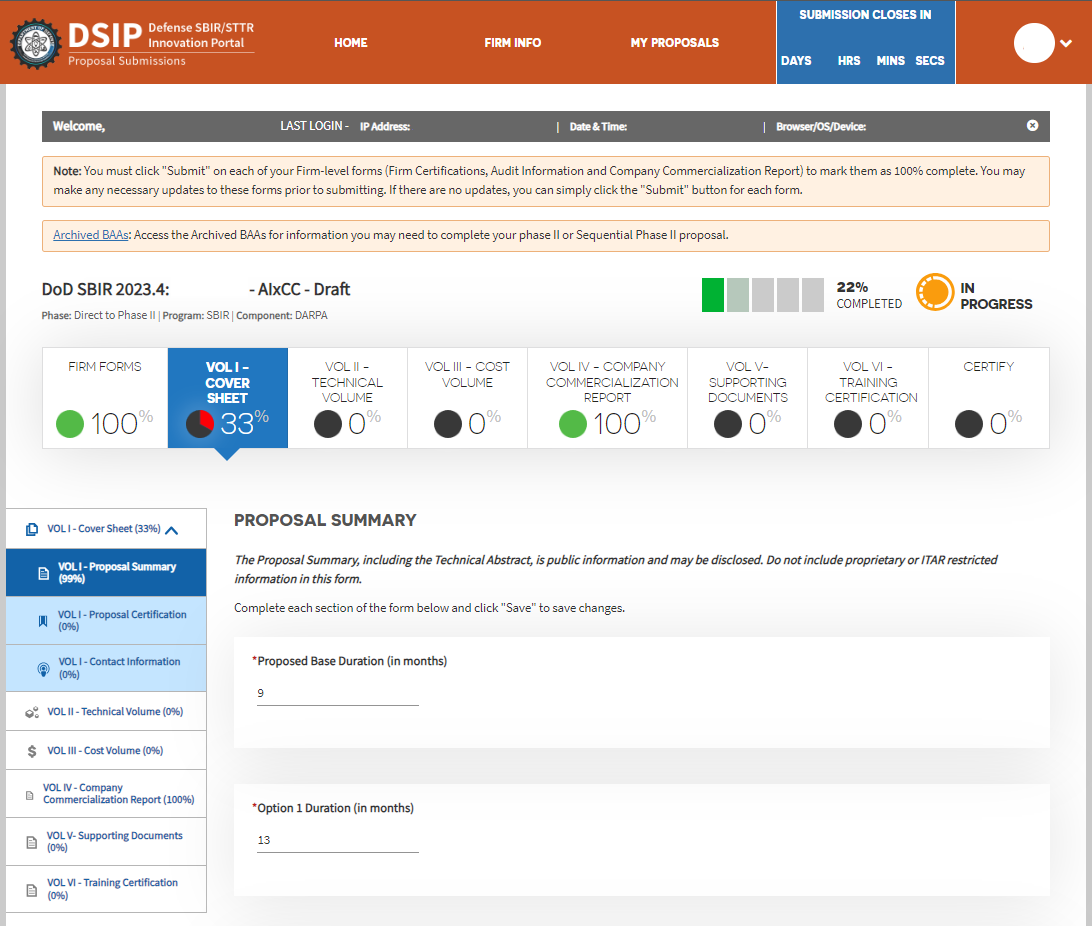 DSIP
Defense SBIR/STTR
Innovation Portal
Proposal Submissions
HOME
FIRM INFO
MY PROPOSALS
SUBMISSION CLOSES IN
DAYS HRS MINS SECS
Welcome,
LAST LOGIN - IP Address: | Date & Time: | Browser/OS/Device:
Note: You must click "Submit" on each of your Firm-level forms (Firm Certifications, Audit Information and Company Commercialization Report) to mark them as 100% complete. You may
make any necessary updates to these forms prior to submitting. If there are no updates, you can simply click the "Submit" button for each form.
Archived BAAs: Access the Archived BAAs for information you may need to complete your phase II or Sequential Phase II proposal.
DoD SBIR 2023.4: - AIxCC - Draft
Phase: Direct to Phase II | Program: SBIR | Component: DARPA
22%
COMPLETED
IN
PROGRESS
FIRM FORMS
100%
VOL I -
COVER
SHEET
33%
VOL II -
TECHNICAL
VOLUME
0%
VOL III - COST
VOLUME
0%
VOL IV - COMPANY
COMMERCIALIZATION
REPORT
100%
VOL V-
SUPPORTING
DOCUMENTS
0%
VOL VI -
TRAINING
CERTIFICATION
0%
CERTIFY
0%
VOL I - Cover Sheet (33%)
VOL I - Proposal Summary
(99%)
VOL I - Proposal Certification
(0%)
VOL I - Contact Information
(0%)
VOL II - Technical Volume (0%)
VOL III - Cost Volume (0%)
VOL IV - Company
Commercialization Report (100%)
VOL V- Supporting Documents
(0%)
VOL VI - Training Certification
(0%)
PROPOSAL SUMMARY
The Proposal Summary, including the Technical Abstract, is public information and may be disclosed. Do not include proprietary or ITAR restricted
information in this form.
Complete each section of the form below and click "Save" to save changes.
*Proposed Base Duration (in months)
9
*Option 1 Duration (in months)
13